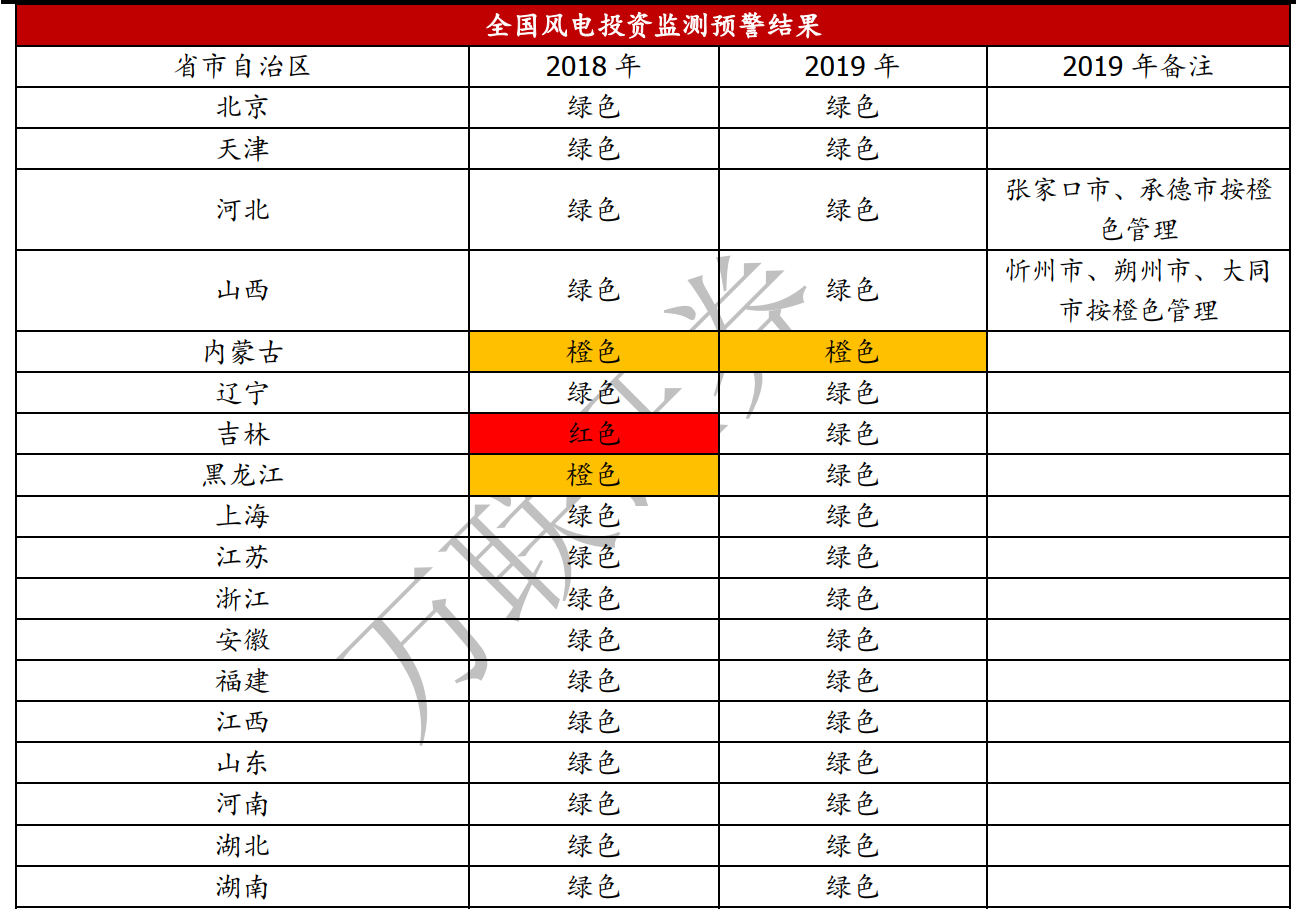 全国风电投资监测预警结果
省市自治区 2018 年 2019 年 2019 年备注
北京 绿色 绿色
天津 绿色 绿色
河北 绿色 绿色 张家口市、承德市按橙
色管理
山西 绿色 绿色 忻州市、朔州市、大同
市按橙色管理
内蒙古 橙色 橙色
辽宁 绿色 绿色
吉林 红色 绿色
黑龙江 橙色 绿色
上海 绿色 绿色
江苏 绿色 绿色
浙江 绿色 绿色
安徽 绿色 绿色
福建 绿色 绿色
江西 绿色 绿色
山东 绿色 绿色
河南 绿色 绿色
湖北 绿色 绿色
湖南 绿色 绿色
万联证券